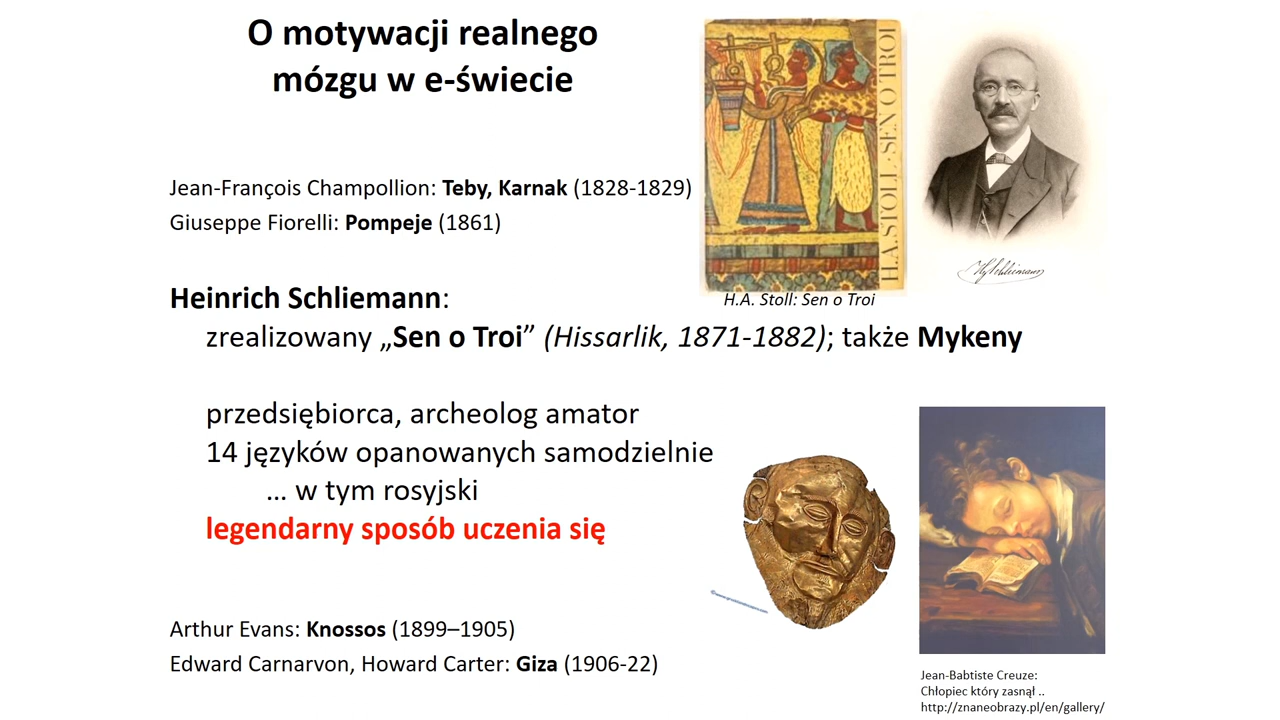 O motywacji realnego
mózgu w e-świecie
Jean-François Champollion: Teby, Karnak (1828-1829)
Giuseppe Fiorelli: Pompeje (1861)
H.A. STOLL · SEN O TROI
H.A. Stoll: Sen o Troi
Heinrich Schliemann:
zrealizowany „Sen o Troi” (Hissarlik, 1871-1882); także Mykeny
przedsiębiorca, archeolog amator
14 języków opanowanych samodzielnie
... w tym rosyjski
legendarny sposób uczenia się
Arthur Evans: Knossos (1899–1905)
Edward Carnarvon, Howard Carter: Giza (1906-22)
Jean-Babtiste Creuze:
Chłopiec który zasnął ..
http://znaneobrazy.pl/en/gallery/